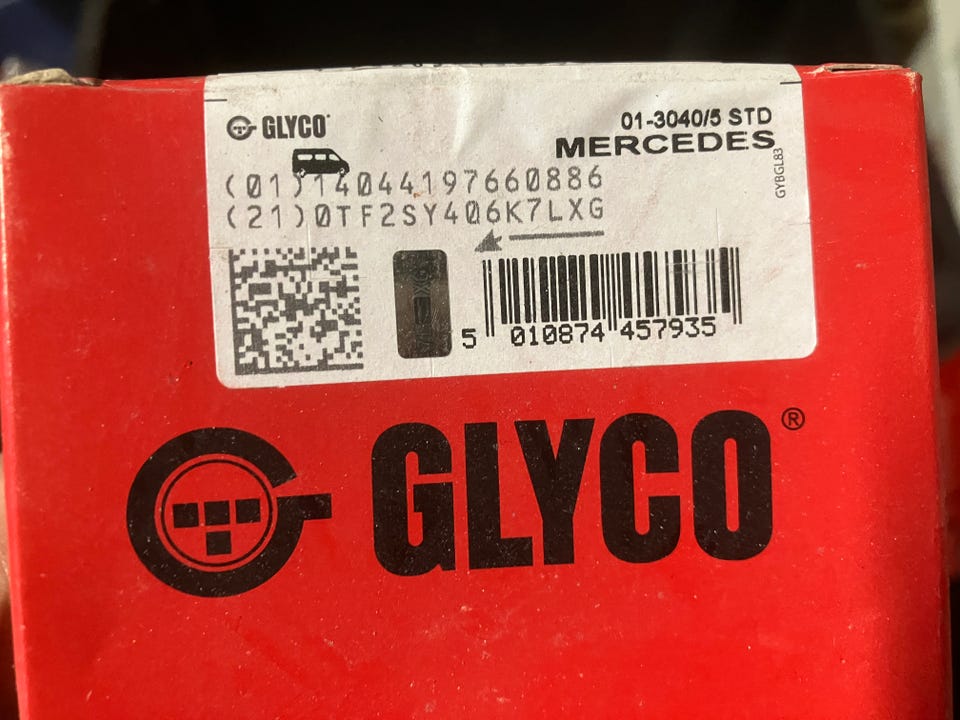 GLYCO
01-3040/5 STD
MERCEDES
GYBGL83
(01)14044197660886
(21)0TF2SY406K7LXG
5 010874 457935
GLYCO®